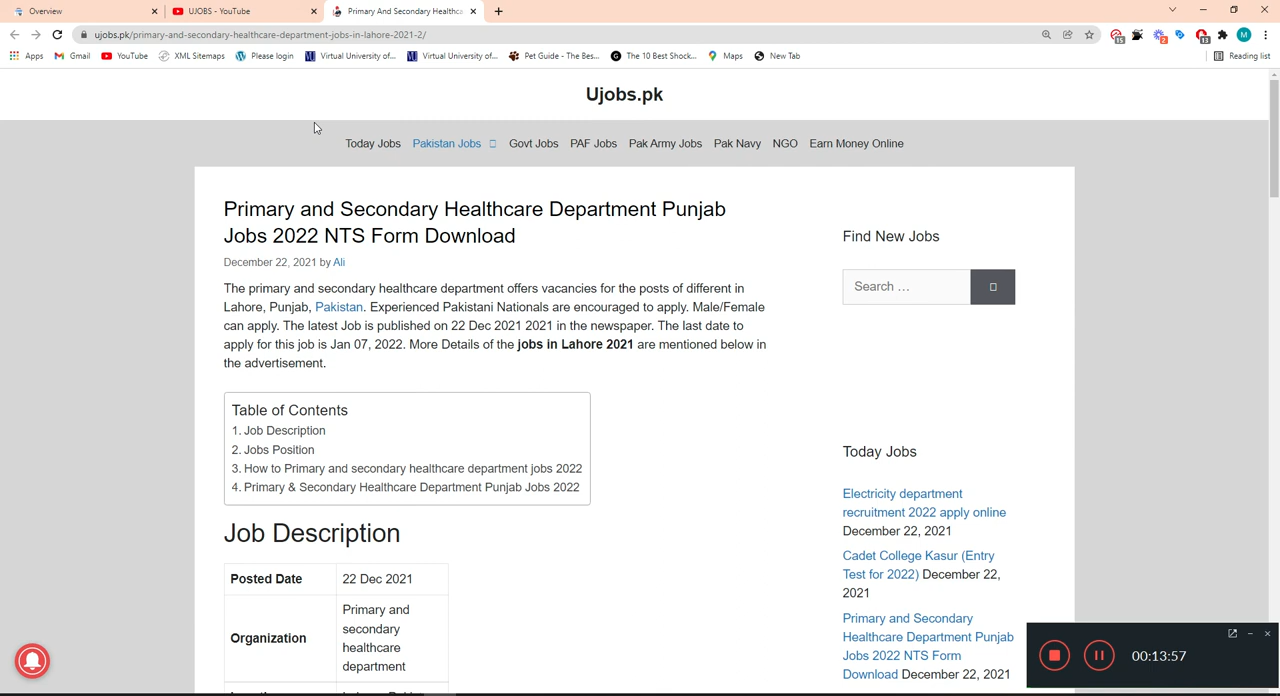 Overview
UJOBS - YouTube
Primary And Secondary Healthca
ujobs.pk/primary-and-secondary-healthcare-department-jobs-in-lahore-2021-2/
15
2
13
M
Apps
Gmail
YouTube
XML Sitemaps
Please login
Virtual University of...
Virtual University of...
Pet Guide - The Bes...
The 10 Best Shock...
Maps
New Tab
Reading list
Ujobs.pk
Today Jobs Pakistan Jobs Govt Jobs PAF Jobs Pak Army Jobs Pak Navy NGO Earn Money Online
Primary and Secondary Healthcare Department Punjab
Jobs 2022 NTS Form Download
December 22, 2021 by Ali
The primary and secondary healthcare department offers vacancies for the posts of different in
Lahore, Punjab, Pakistan. Experienced Pakistani Nationals are encouraged to apply. Male/Female
can apply. The latest Job is published on 22 Dec 2021 2021 in the newspaper. The last date to
apply for this job is Jan 07, 2022. More Details of the jobs in Lahore 2021 are mentioned below in
the advertisement.
Table of Contents
1. Job Description
2. Jobs Position
3. How to Primary and secondary healthcare department jobs 2022
4. Primary & Secondary Healthcare Department Punjab Jobs 2022
Job Description
Posted Date 22 Dec 2021
Organization
Primary and
secondary
healthcare
department
Find New Jobs
Search …
Today Jobs
Electricity department
recruitment 2022 apply online
December 22, 2021
Cadet College Kasur (Entry
Test for 2022) December 22,
2021
Primary and Secondary
Healthcare Department Punjab
Jobs 2022 NTS Form
Download December 22, 2021
00:13:57